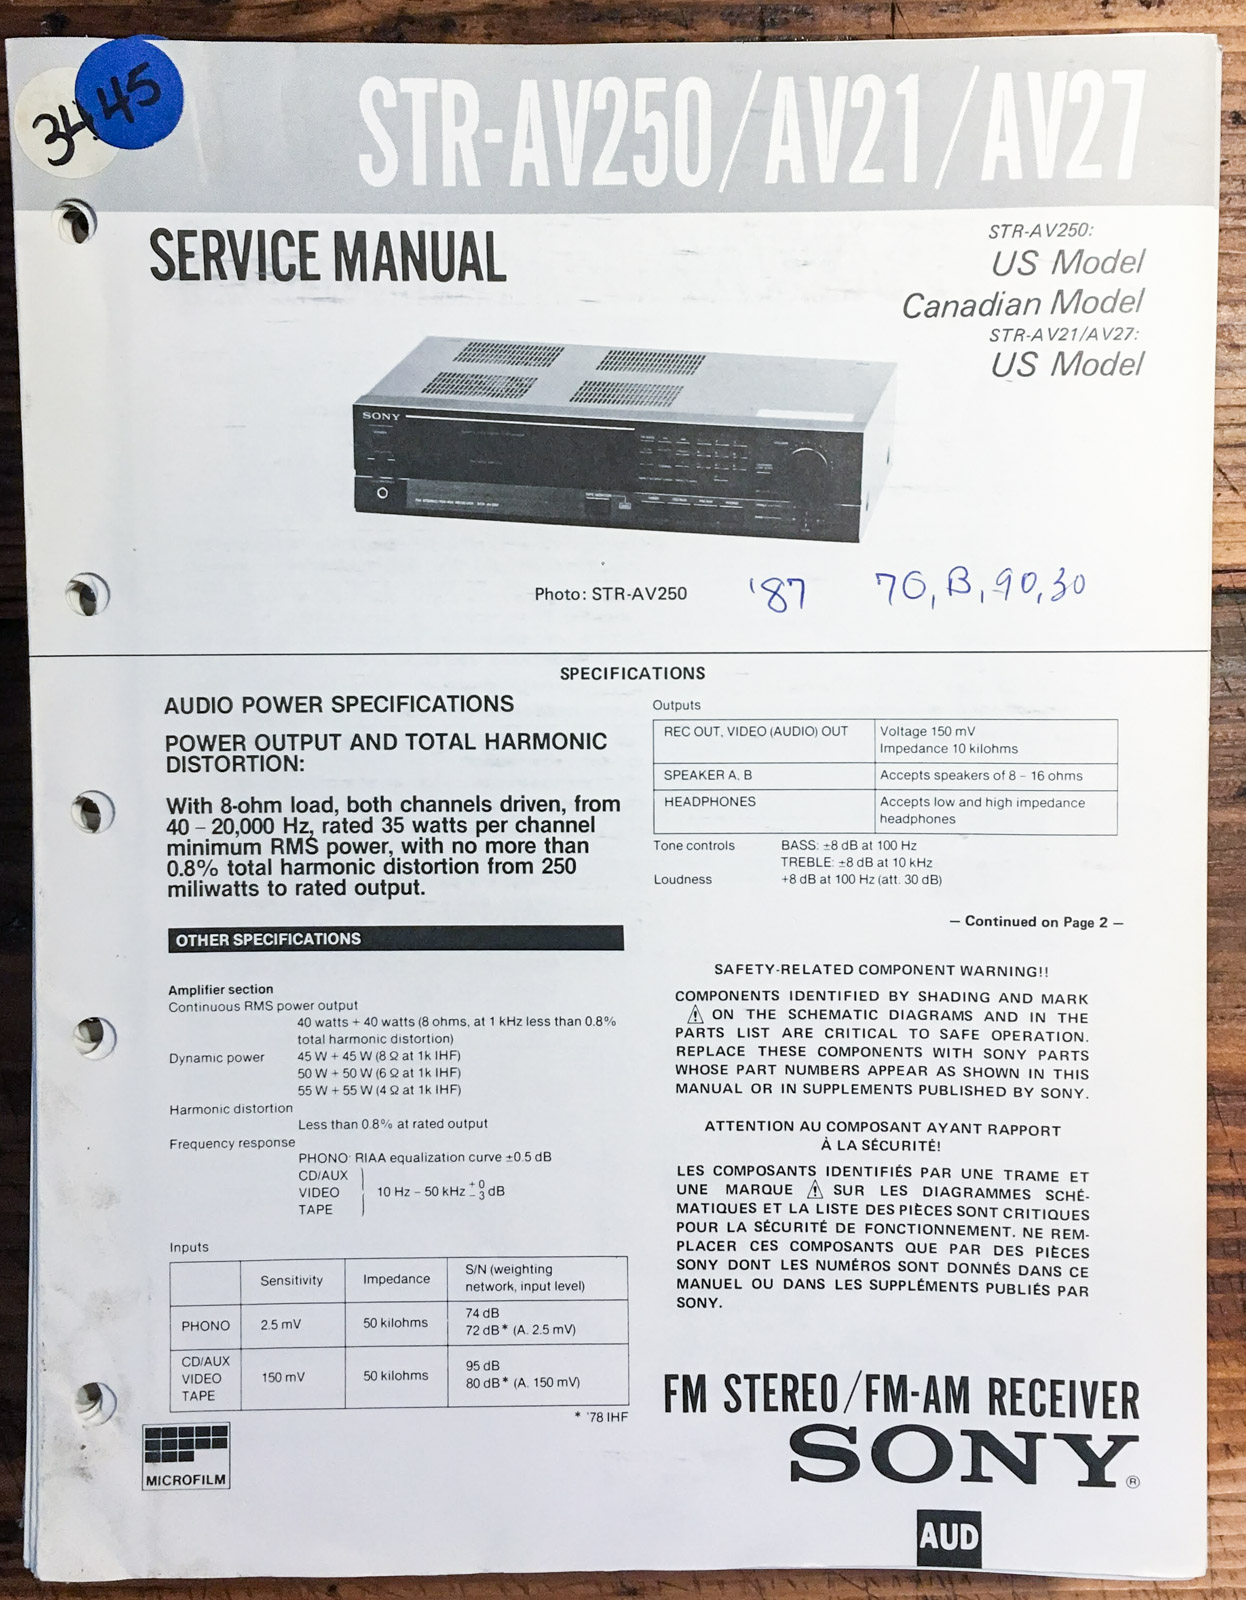 34 45
STR-AV250/AV21/AV27
SERVICE MANUAL
STR-AV250:
US Model
Canadian Model
STR-AV21/AV27:
US Model
SONY
Photo: STR-AV250
'87 70, B, 90, 30
SPECIFICATIONS
AUDIO POWER SPECIFICATIONS
POWER OUTPUT AND TOTAL HARMONIC
DISTORTION:
With 8-ohm load, both channels driven, from
40 – 20,000 Hz, rated 35 watts per channel
minimum RMS power, with no more than
0.8% total harmonic distortion from 250
miliwatts to rated output.
OTHER SPECIFICATIONS
Amplifier section
Continuous RMS power output
40 watts + 40 watts (8 ohms, at 1 kHz less than 0.8%
total harmonic distortion)
Dynamic power 45 W + 45 W (8 Ω at 1k IHF)
50 W + 50 W (6 Ω at 1k IHF)
55 W + 55 W (4 Ω at 1k IHF)
Harmonic distortion
Less than 0.8% at rated output
Frequency response
PHONO: RIAA equalization curve ±0.5 dB
CD/AUX
VIDEO 10 Hz – 50 kHz +0 −3 dB
TAPE
Inputs
Sensitivity Impedance S/N (weighting
network, input level)
PHONO 2.5 mV 50 kilohms 74 dB
72 dB* (A. 2.5 mV)
CD/AUX
VIDEO
TAPE
150 mV 50 kilohms 95 dB
80 dB* (A. 150 mV)
* '78 IHF
MICROFILM
Outputs
REC OUT, VIDEO (AUDIO) OUT Voltage 150 mV
Impedance 10 kilohms
SPEAKER A, B Accepts speakers of 8 – 16 ohms
HEADPHONES Accepts low and high impedance
headphones
Tone controls BASS: ±8 dB at 100 Hz
TREBLE: ±8 dB at 10 kHz
Loudness +8 dB at 100 Hz (att. 30 dB)
– Continued on Page 2 –
SAFETY-RELATED COMPONENT WARNING!!
COMPONENTS IDENTIFIED BY SHADING AND MARK
⚠ ON THE SCHEMATIC DIAGRAMS AND IN THE
PARTS LIST ARE CRITICAL TO SAFE OPERATION.
REPLACE THESE COMPONENTS WITH SONY PARTS
WHOSE PART NUMBERS APPEAR AS SHOWN IN THIS
MANUAL OR IN SUPPLEMENTS PUBLISHED BY SONY.
ATTENTION AU COMPOSANT AYANT RAPPORT
À LA SÉCURITÉ!
LES COMPOSANTS IDENTIFIÉS PAR UNE TRAME ET
UNE MARQUE ⚠ SUR LES DIAGRAMMES SCHÉ-
MATIQUES ET LA LISTE DES PIÈCES SONT CRITIQUES
POUR LA SÉCURITÉ DE FONCTIONNEMENT. NE REM-
PLACER CES COMPOSANTS QUE PAR DES PIÈCES
SONY DONT LES NUMÉROS SONT DONNÉS DANS CE
MANUEL OU DANS LES SUPPLÉMENTS PUBLIÉS PAR
SONY.
FM STEREO/FM-AM RECEIVER
SONY®
AUD